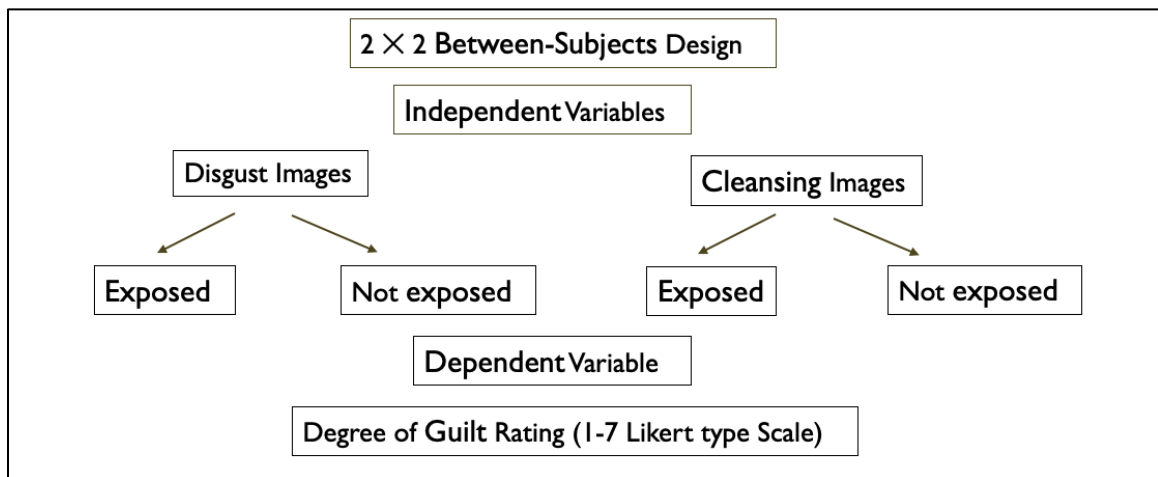 2 × 2 Between-Subjects Design
Independent Variables
Disgust Images
Cleansing Images
Exposed
Not exposed
Exposed
Not exposed
Dependent Variable
Degree of Guilt Rating (1-7 Likert type Scale)